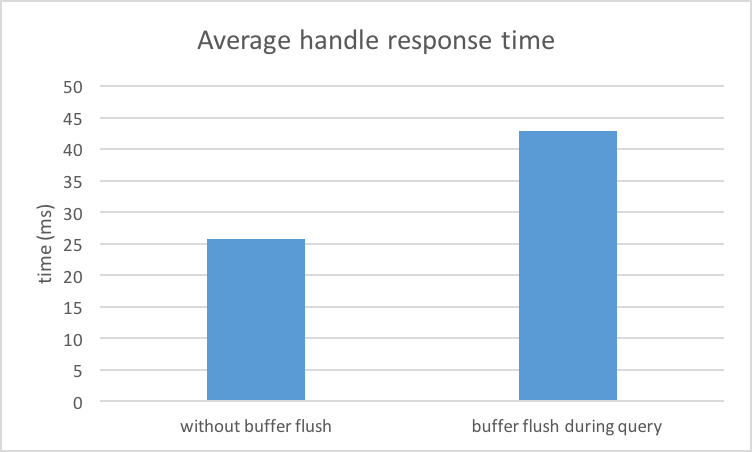 Average handle response time
50
45
40
35
30
25
20
15
10
5
0
time (ms)
without buffer flush
buffer flush during query